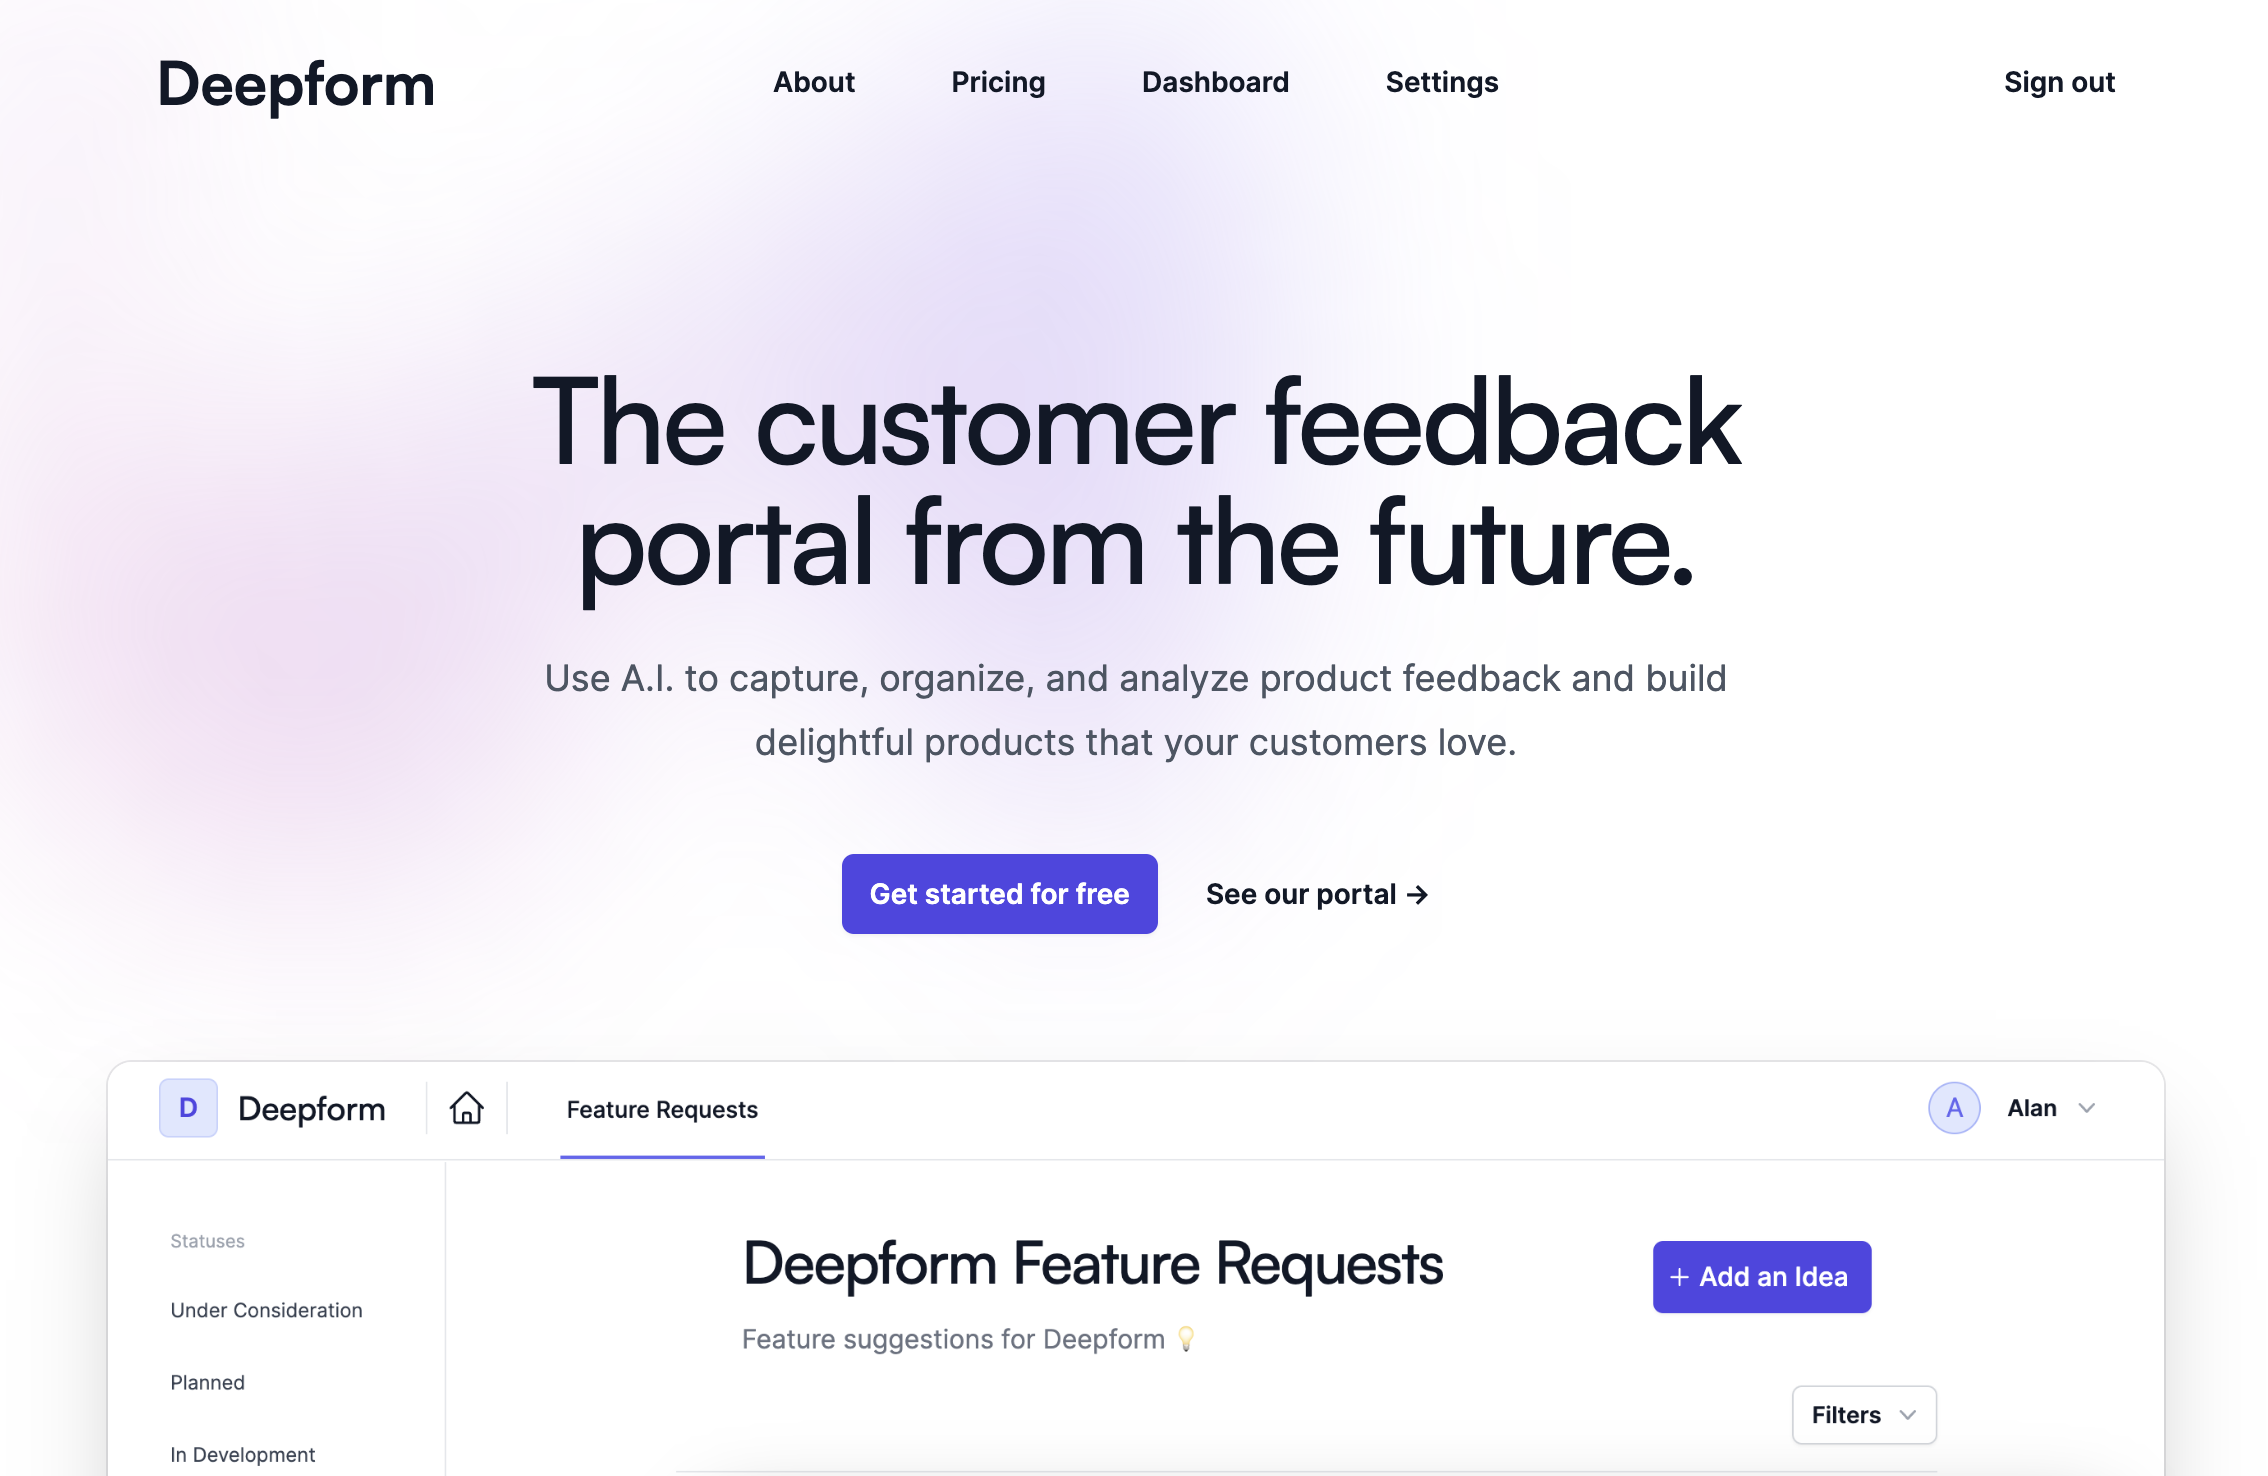 Deepform
About
Pricing
Dashboard
Settings
Sign out
The customer feedback
portal from the future.
Use A.I. to capture, organize, and analyze product feedback and build
delightful products that your customers love.
Get started for free
See our portal →
D
Deepform
Feature Requests
A
Alan
Statuses
Under Consideration
Planned
In Development
Deepform Feature Requests
Feature suggestions for Deepform 💡
+ Add an Idea
Filters